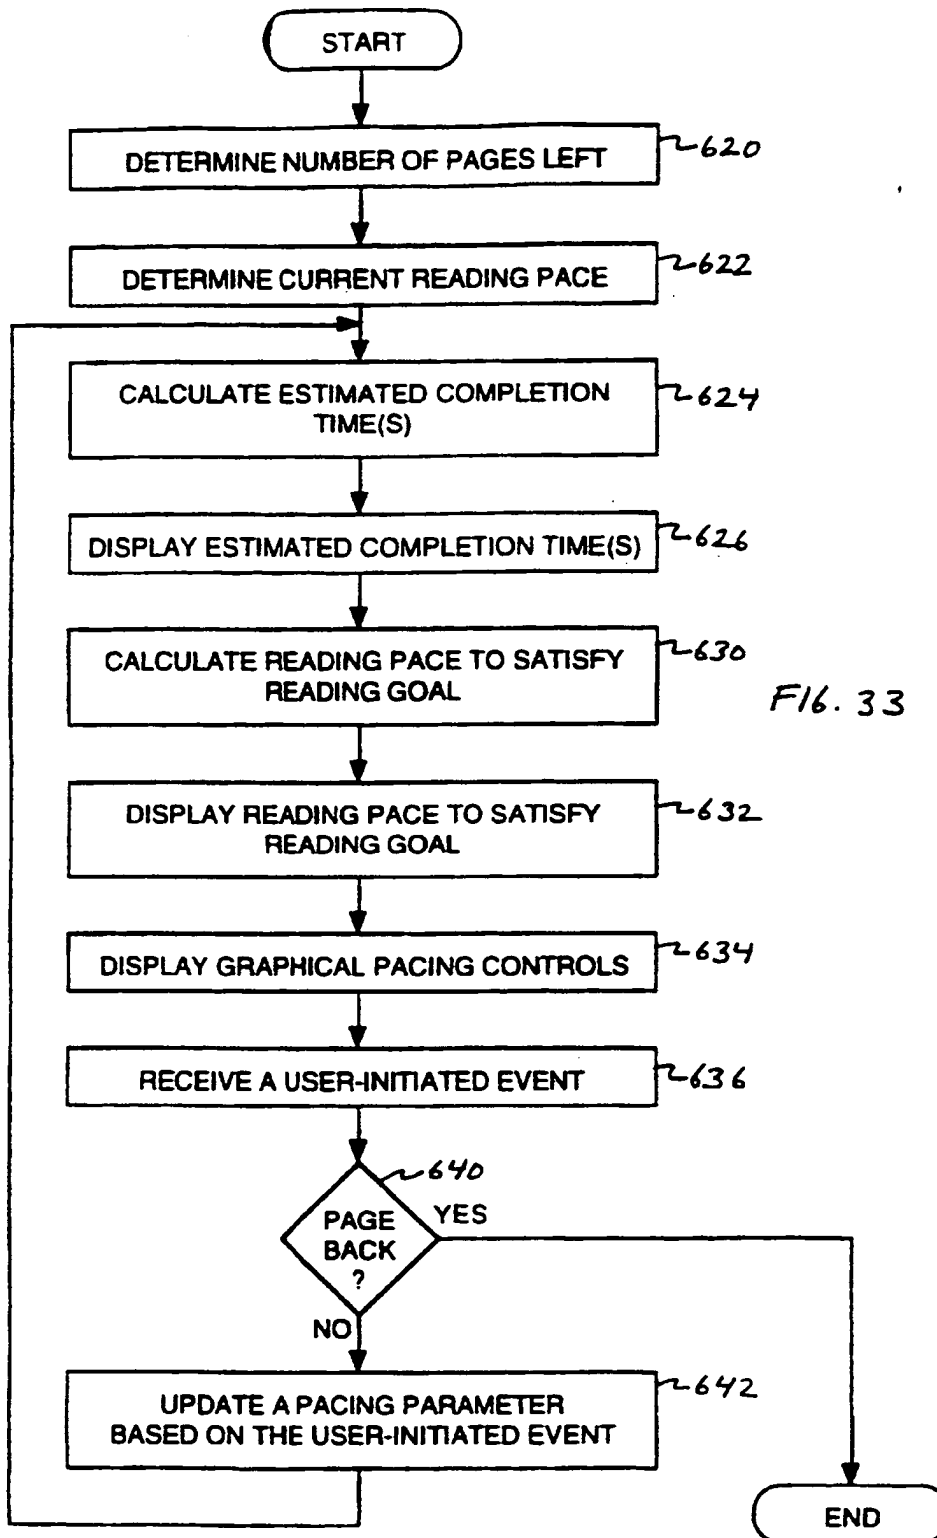 START
DETERMINE NUMBER OF PAGES LEFT
620
DETERMINE CURRENT READING PACE
622
CALCULATE ESTIMATED COMPLETION
TIME(S)
624
DISPLAY ESTIMATED COMPLETION TIME(S)
626
CALCULATE READING PACE TO SATISFY
READING GOAL
630
FIG. 33
DISPLAY READING PACE TO SATISFY
READING GOAL
632
DISPLAY GRAPHICAL PACING CONTROLS
634
RECEIVE A USER-INITIATED EVENT
636
640
PAGE
BACK
?
YES
NO
UPDATE A PACING PARAMETER
BASED ON THE USER-INITIATED EVENT
642
END